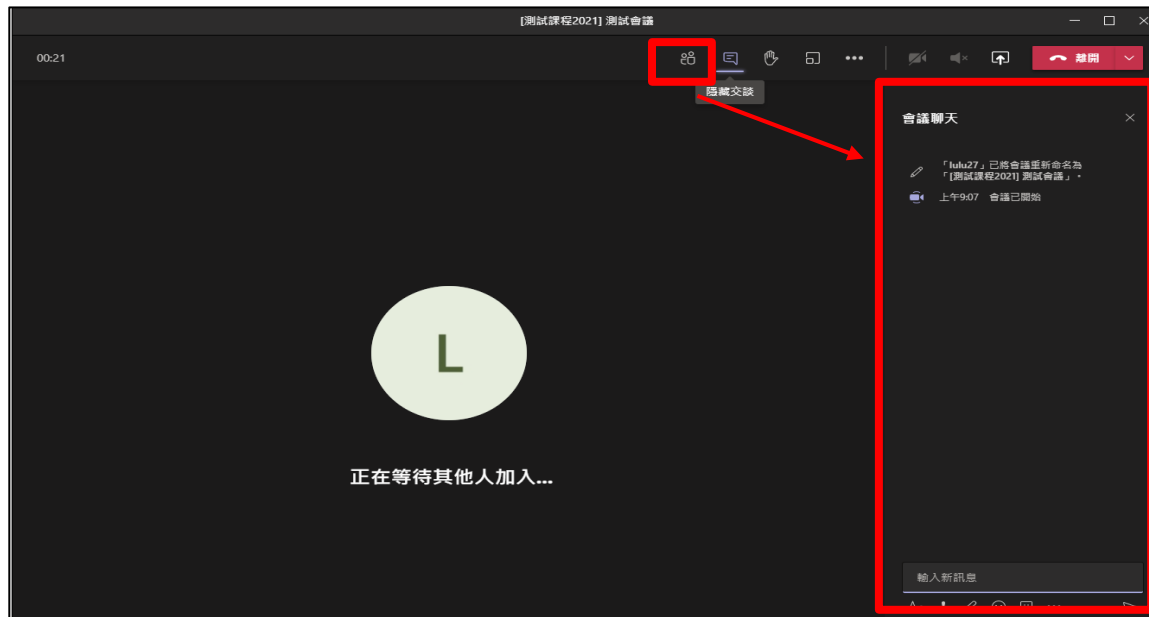 [測試課程2021] 測試會議
00:21
離開
隱藏交談
會議聊天
「lulu27」已將會議重新命名為
「[測試課程2021] 測試會議」。
上午9:07 會議已開始
L
正在等待其他人加入...
輸入新訊息